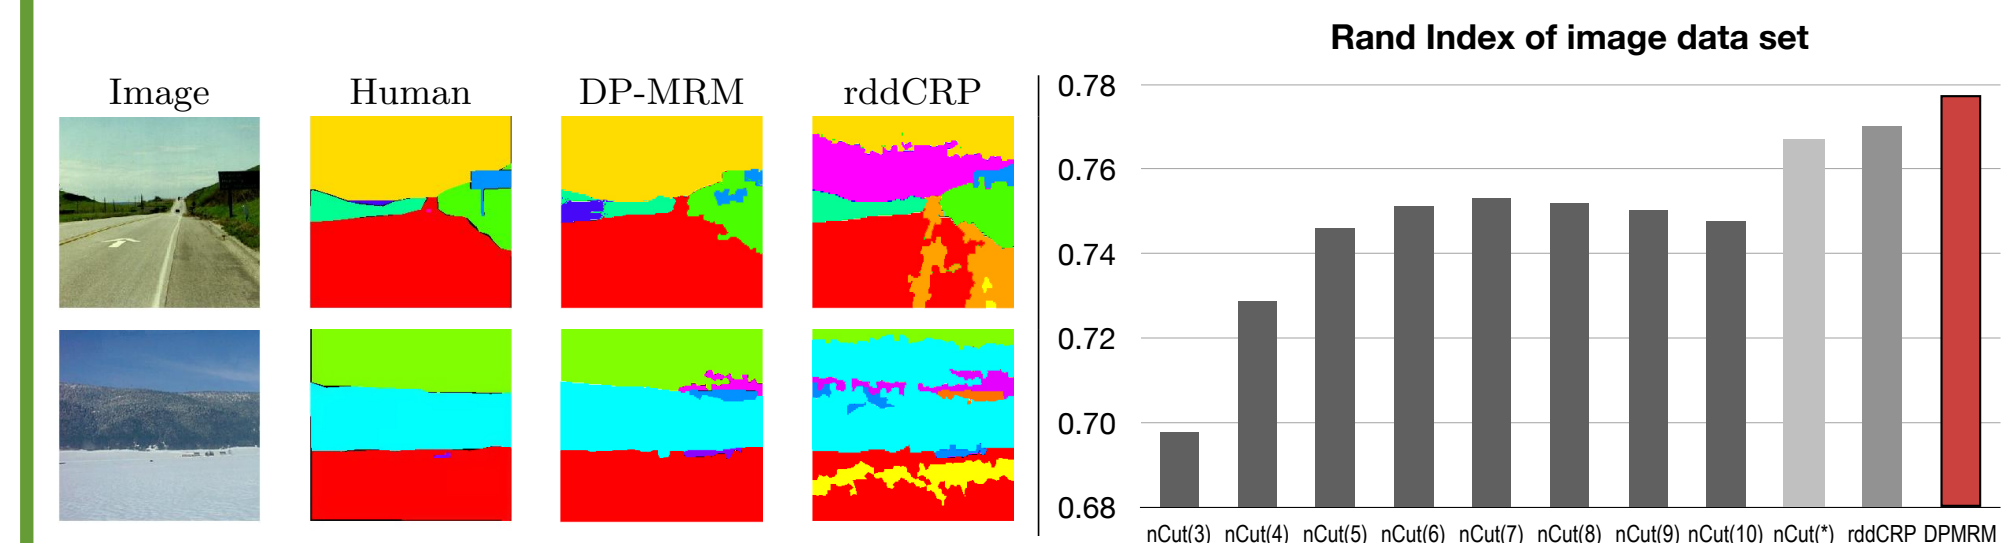 Image Human DP-MRM rddCRP
Rand Index of image data set
0.78
0.76
0.74
0.72
0.70
0.68
nCut(3) nCut(4) nCut(5) nCut(6) nCut(7) nCut(8) nCut(9) nCut(10) nCut(*) rddCRP DPMRM